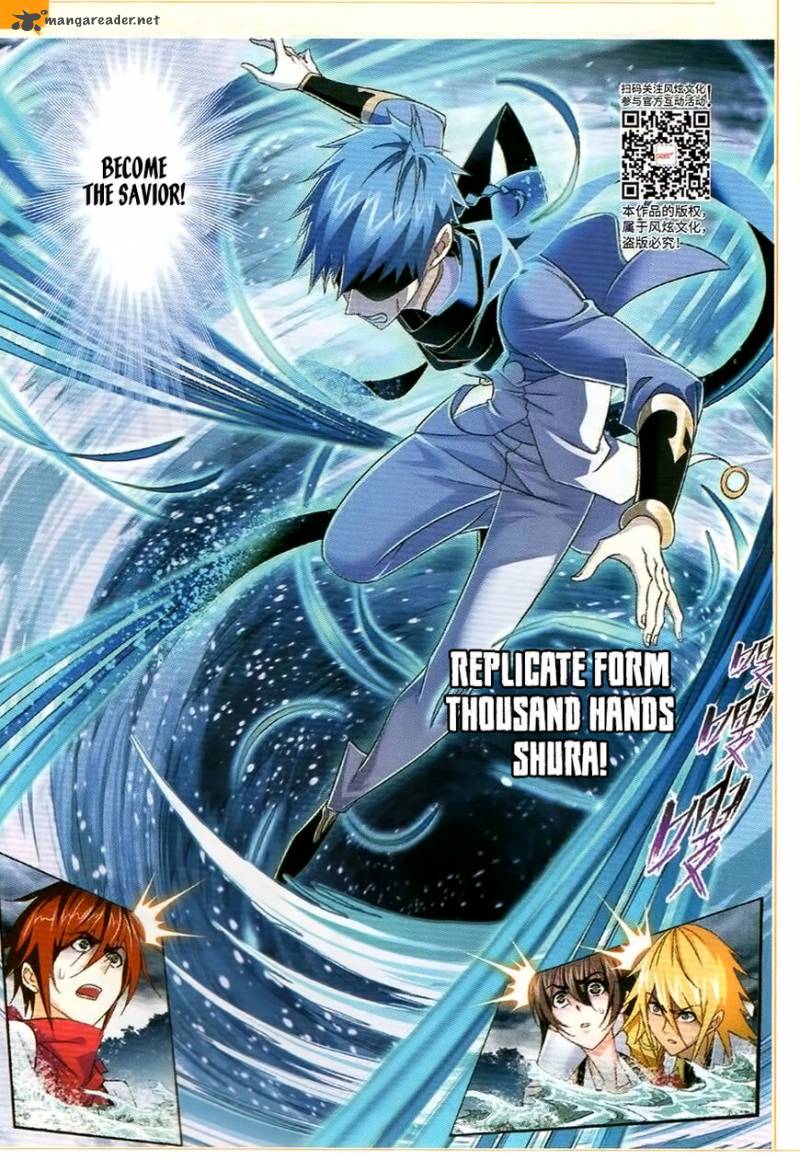 mangareader.net
BECOME
THE SAVIOR!
扫码关注风炫文化
参与官方互动活动!
本作品的版权,
属于风炫文化,
盗版必究!
REPLICATE FORM
THOUSAND HANDS
SHURA!